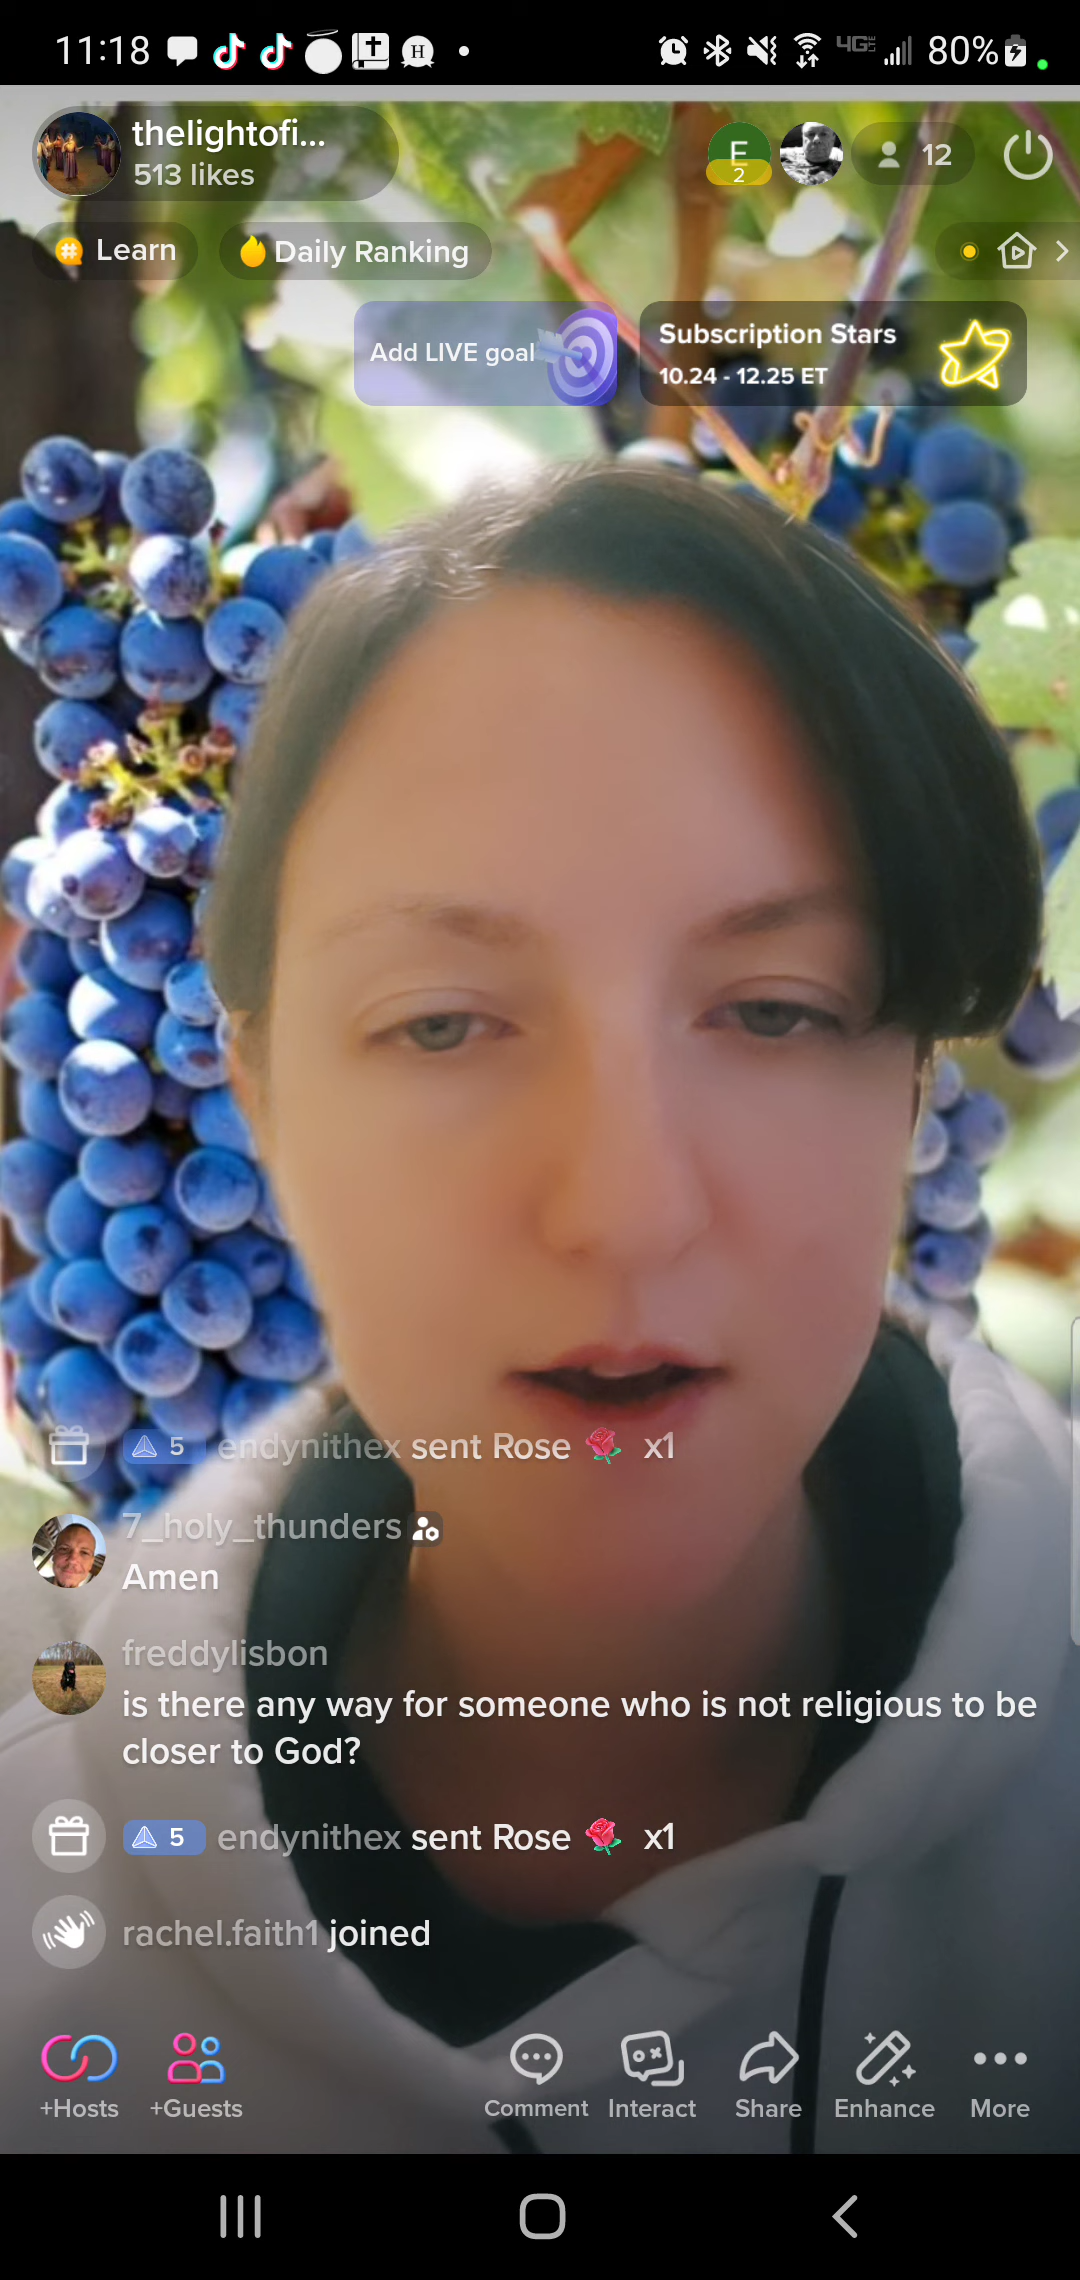 11:18
H
4G LTE
80%
thelightofi...
513 likes
E
2
12
Learn
Daily Ranking
Add LIVE goal
Subscription Stars
10.24 - 12.25 ET
5 endynithex sent Rose x1
7_holy_thunders
Amen
freddylisbon
is there any way for someone who is not religious to be
closer to God?
5 endynithex sent Rose x1
rachel.faith1 joined
+Hosts
+Guests
Comment
Interact
Share
Enhance
More